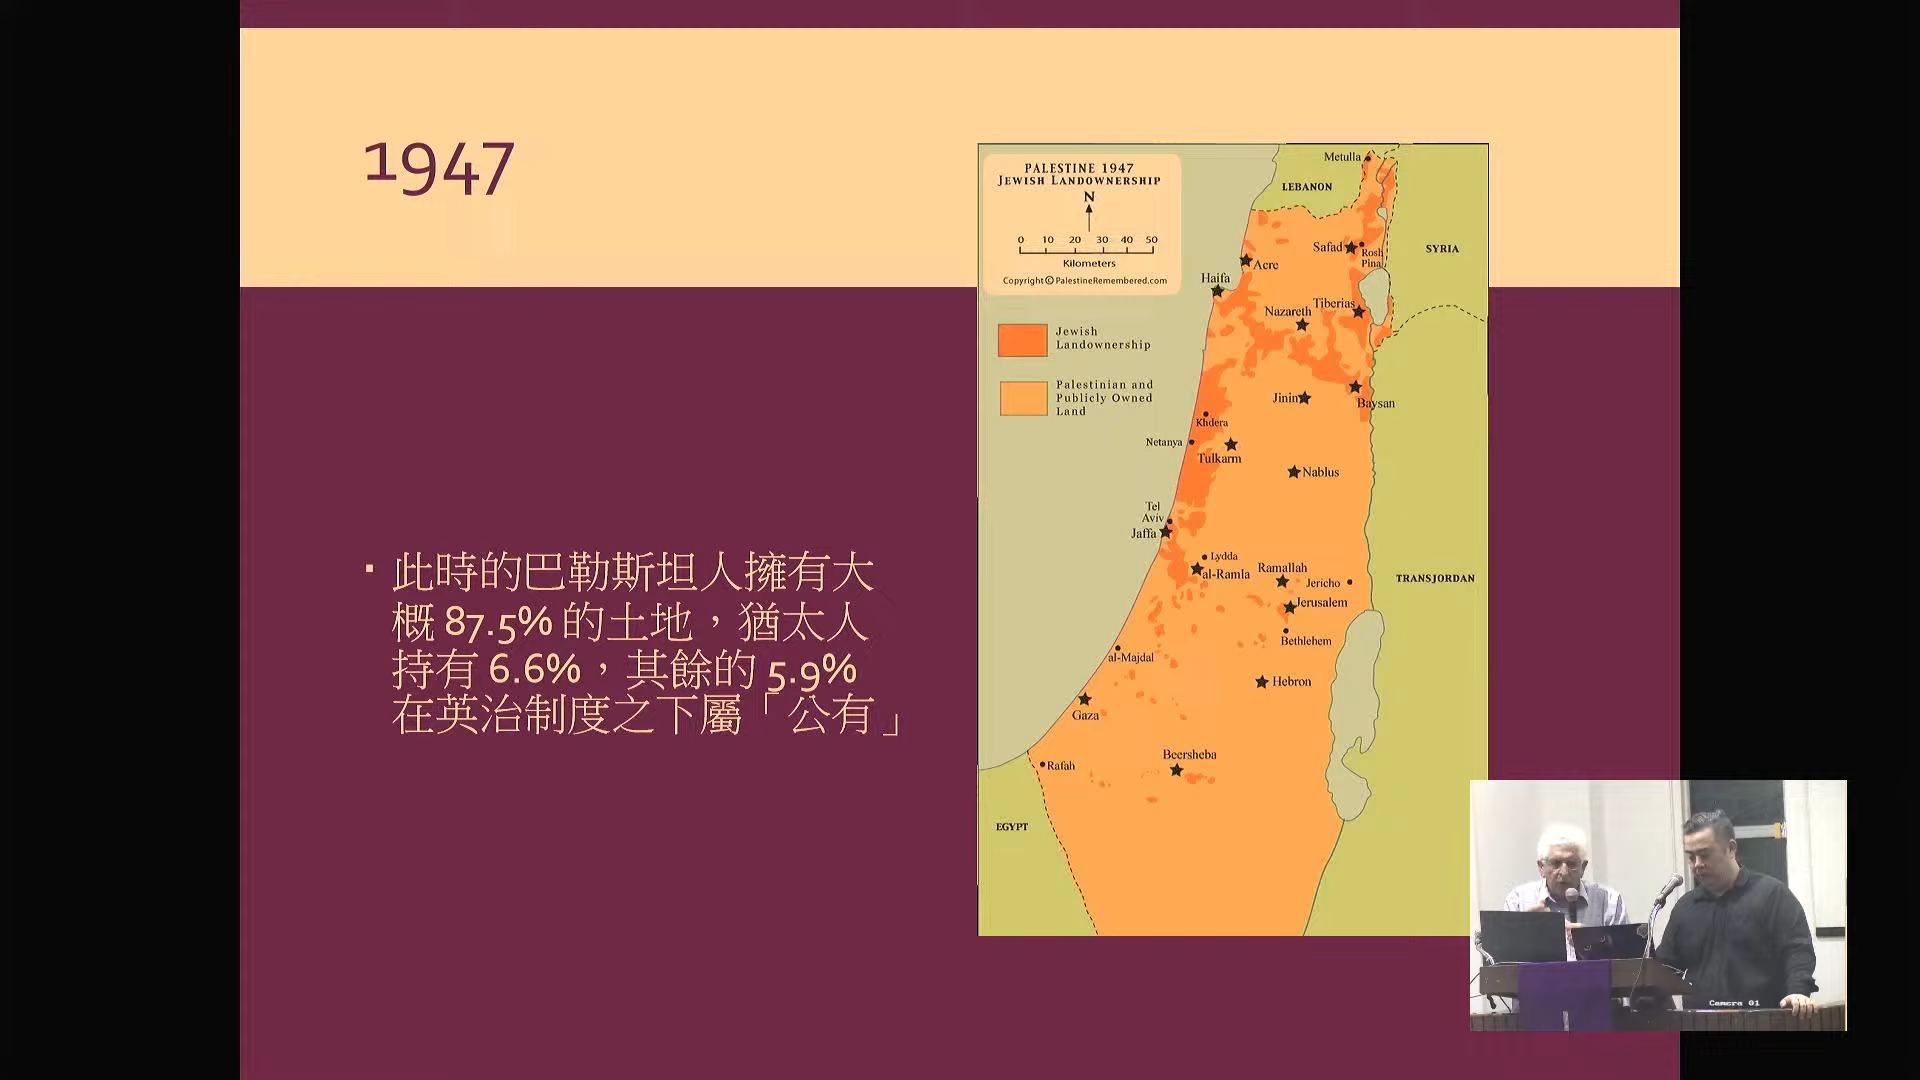 1947
· 此時的巴勒斯坦人擁有大
概 87.5% 的土地，猶太人
持有 6.6%，其餘的 5.9%
在英治制度之下屬「公有」
PALESTINE 1947
JEWISH LANDOWNERSHIP
N
0 10 20 30 40 50
Kilometers
Copyright © PalestineRemembered.com
Jewish
Landownership
Palestinian and
Publicly Owned
Land
Metulla
LEBANON
SYRIA
Safad
Rosh
Pina
Acre
Haifa
Tiberias
Nazareth
Jinin
Baysan
Khdera
Netanya
Tulkarm
Nablus
Tel
Aviv
Jaffa
Lydda
al-Ramla
Ramallah
Jericho
TRANSJORDAN
Jerusalem
Bethlehem
al-Majdal
Hebron
Gaza
Beersheba
Rafah
EGYPT
Camera 01